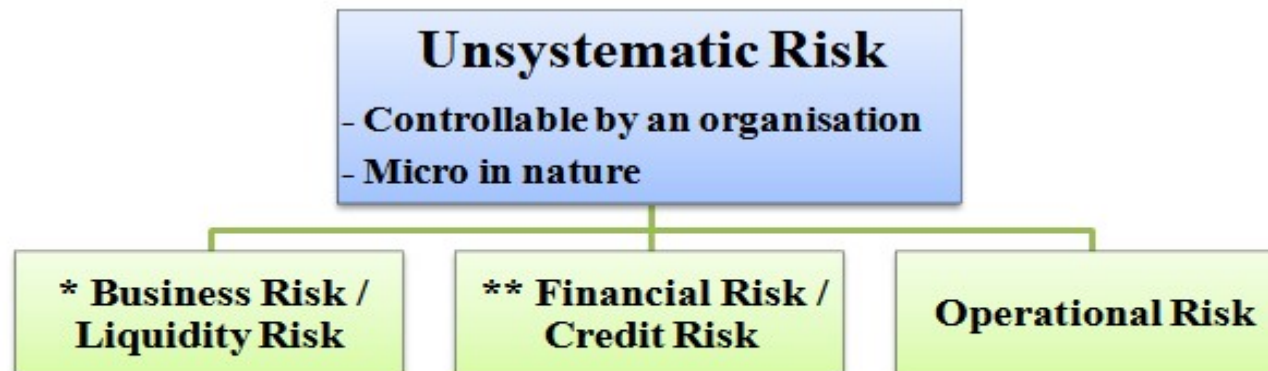 Unsystematic Risk
- Controllable by an organisation
- Micro in nature
* Business Risk /
Liquidity Risk
** Financial Risk /
Credit Risk
Operational Risk